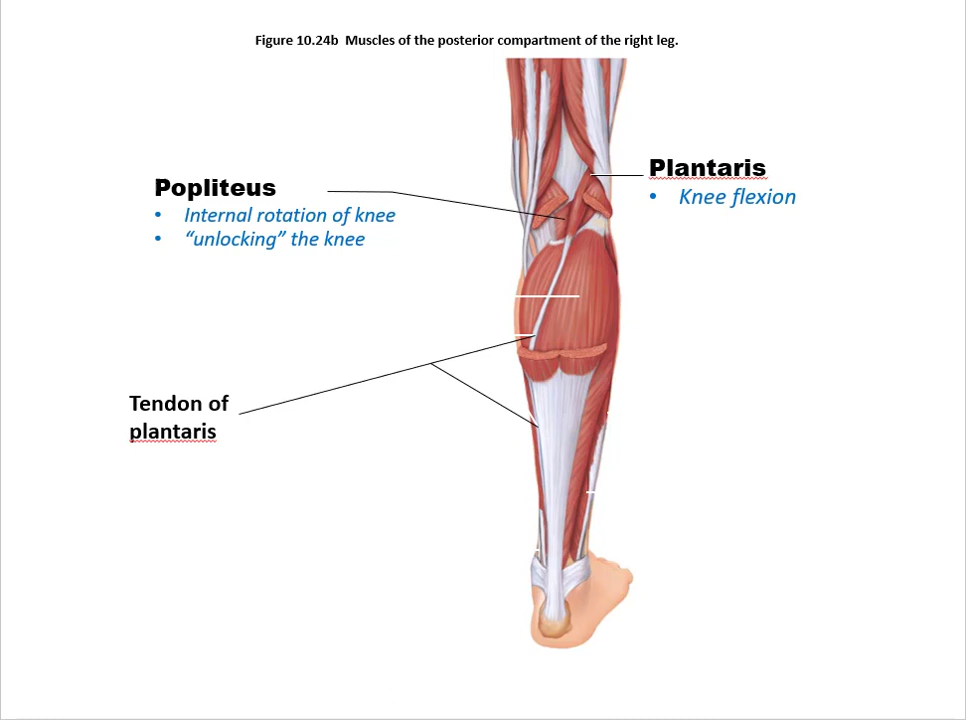 Figure 10.24b Muscles of the posterior compartment of the right leg.
Popliteus
• Internal rotation of knee
• “unlocking” the knee
Plantaris
• Knee flexion
Tendon of
plantaris